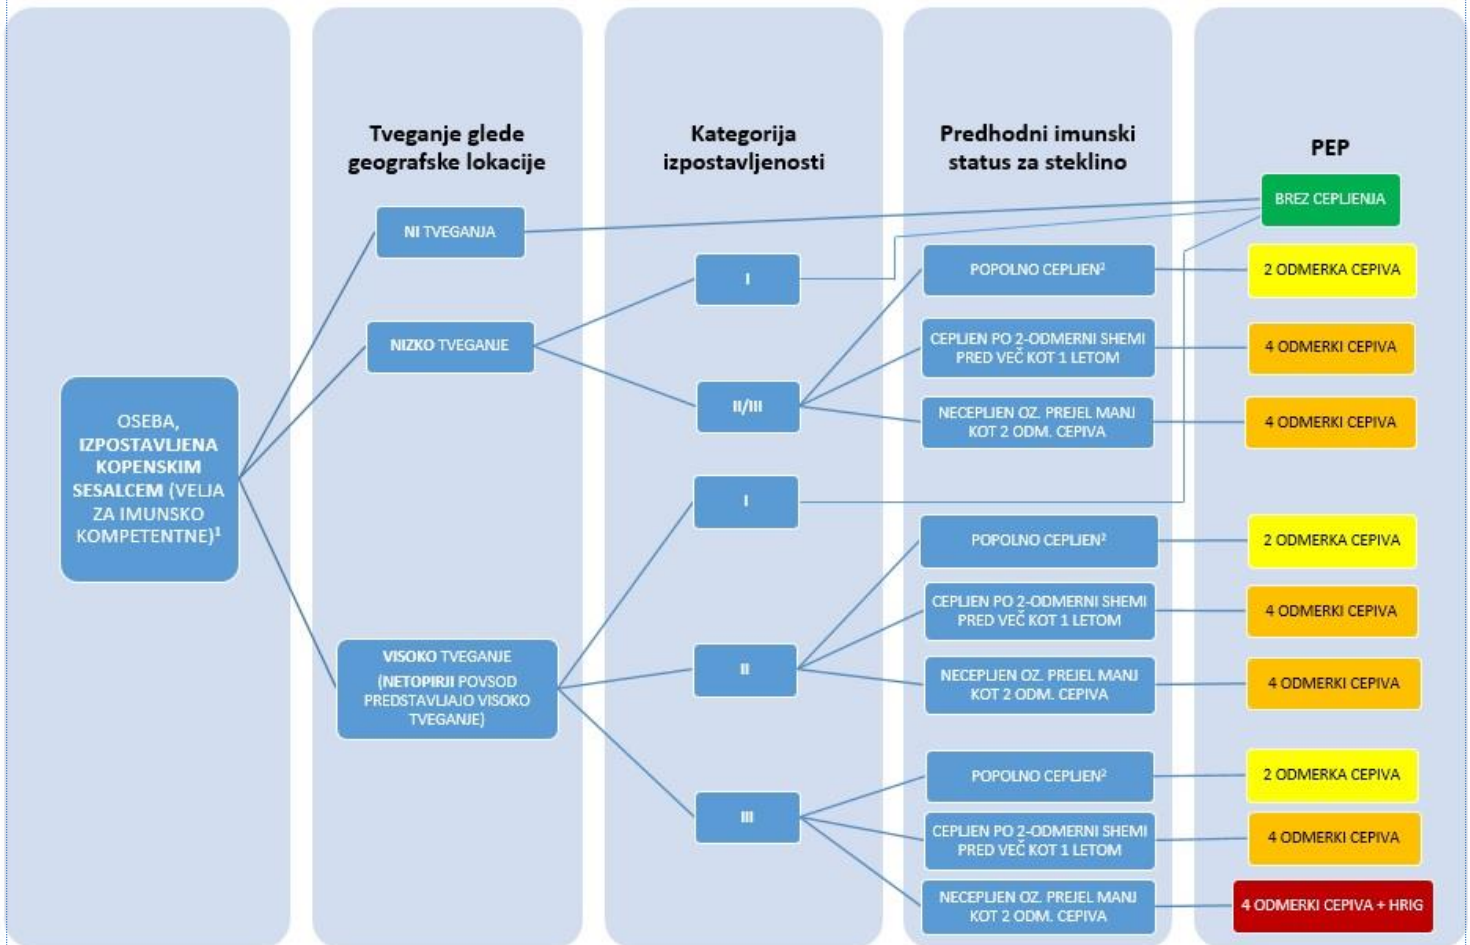 Tveganje glede
geografske lokacije
Kategorija
izpostavljenosti
Predhodni imunski
status za steklino
PEP
OSEBA,
IZPOSTAVLJENA
KOPENSKIM
SESALCEM (VELJA
ZA IMUNSKO
KOMPETENTNE)¹
NI TVEGANJA
NIZKO TVEGANJE
VISOKO TVEGANJE
(NETOPIRJI POVSOD
PREDSTAVLJAJO VISOKO
TVEGANJE)
I
II/III
I
II
III
POPOLNO CEPLJEN²
CEPLJEN PO 2-ODMERNI SHEMI
PRED VEČ KOT 1 LETOM
NECEPLJEN OZ. PREJEL MANJ
KOT 2 ODM. CEPIVA
POPOLNO CEPLJEN²
CEPLJEN PO 2-ODMERNI SHEMI
PRED VEČ KOT 1 LETOM
NECEPLJEN OZ. PREJEL MANJ
KOT 2 ODM. CEPIVA
POPOLNO CEPLJEN²
CEPLJEN PO 2-ODMERNI SHEMI
PRED VEČ KOT 1 LETOM
NECEPLJEN OZ. PREJEL MANJ
KOT 2 ODM. CEPIVA
BREZ CEPLJENJA
2 ODMERKA CEPIVA
4 ODMERKI CEPIVA
4 ODMERKI CEPIVA
2 ODMERKA CEPIVA
4 ODMERKI CEPIVA
4 ODMERKI CEPIVA
2 ODMERKA CEPIVA
4 ODMERKI CEPIVA
4 ODMERKI CEPIVA + HRIG